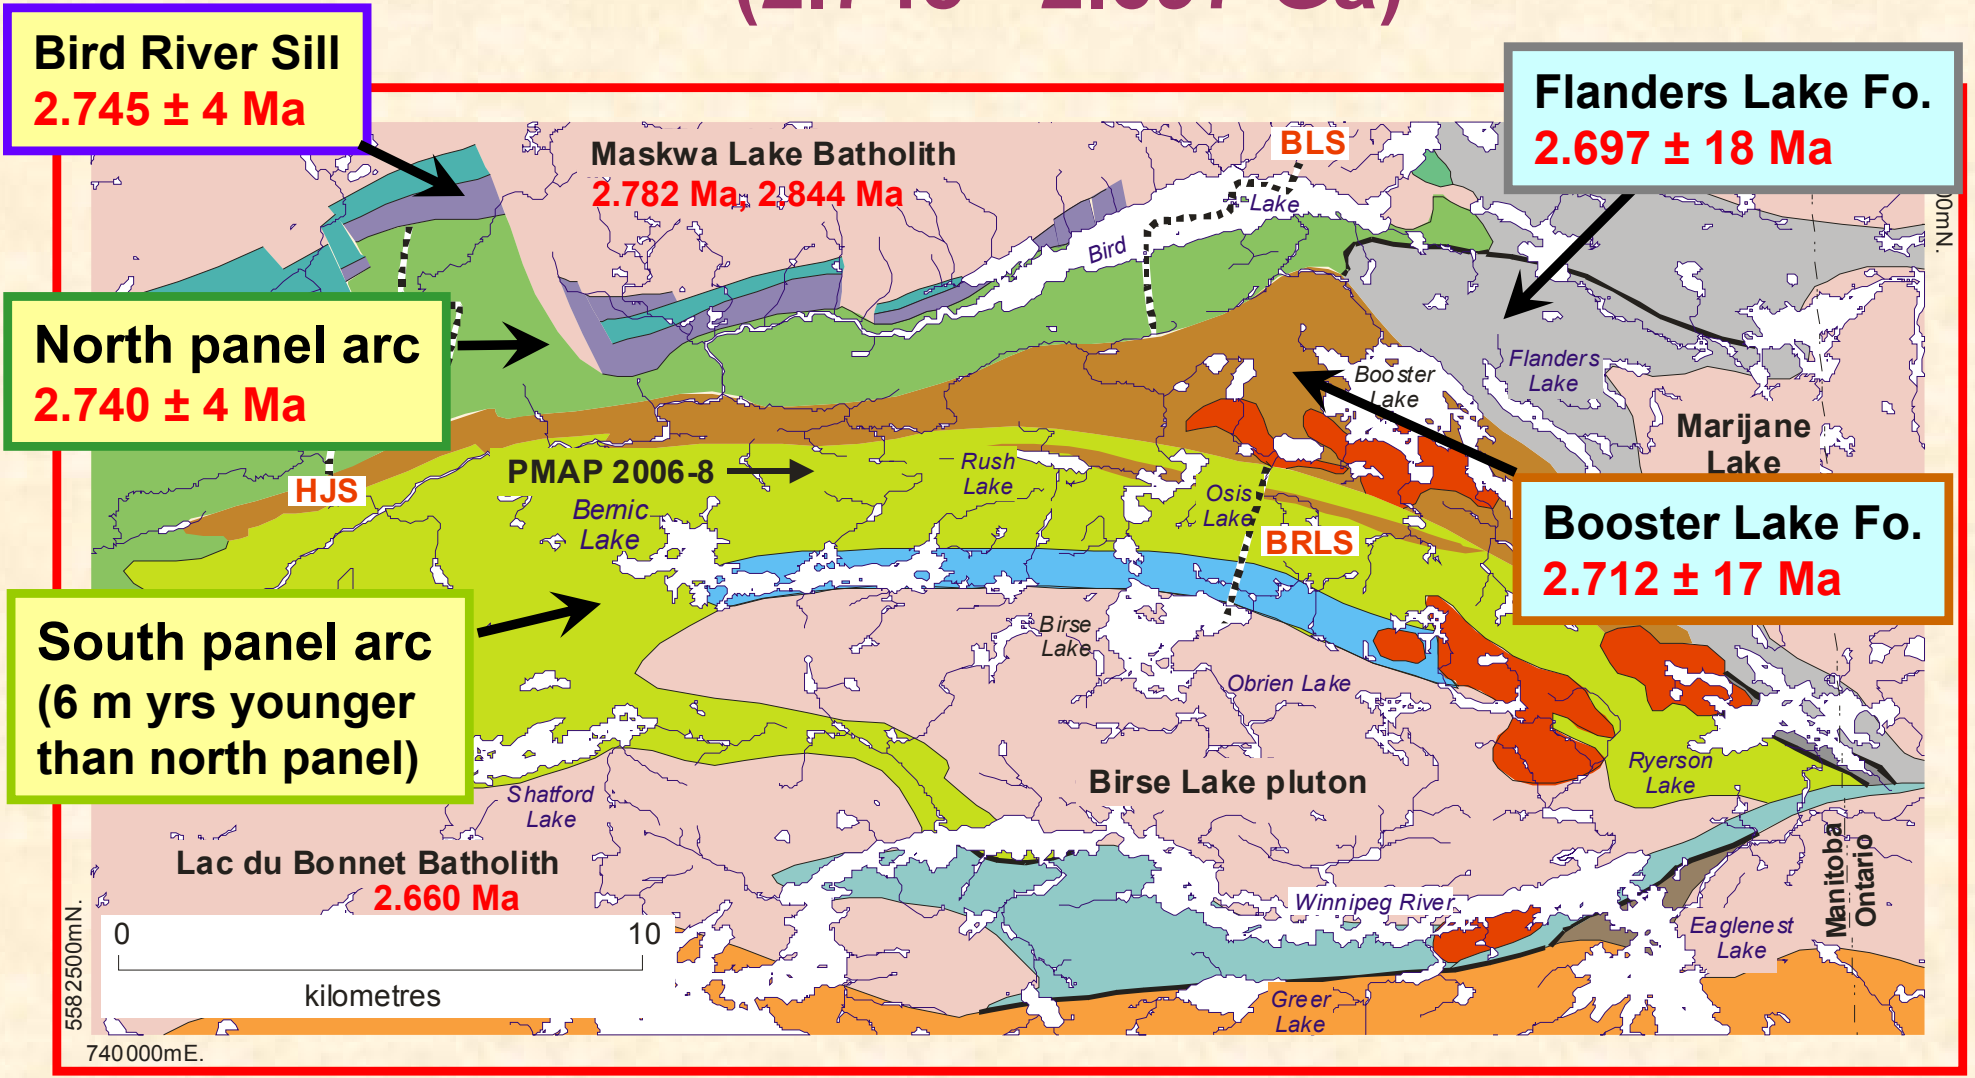 Bird River Sill
2.745 ± 4 Ma
Flanders Lake Fo.
2.697 ± 18 Ma
Maskwa Lake Batholith
2.782 Ma, 2.844 Ma
BLS
Lake
Bird
00mN.
North panel arc
2.740 ± 4 Ma
Flanders
Lake
Booster
Lake
Marijane
Lake
PMAP 2006-8
Rush
Lake
HJS
Bernic
Lake
Osis
Lake
BRLS
Booster Lake Fo.
2.712 ± 17 Ma
South panel arc
(6 m yrs younger
than north panel)
Birse
Lake
Obrien Lake
Birse Lake pluton
Ryerson
Lake
Shatford
Lake
Lac du Bonnet Batholith
2.660 Ma
Winnipeg River
Eaglenest
Lake
Manitoba
Ontario
0 10
kilometres
Greer
Lake
5582500mN.
740000mE.